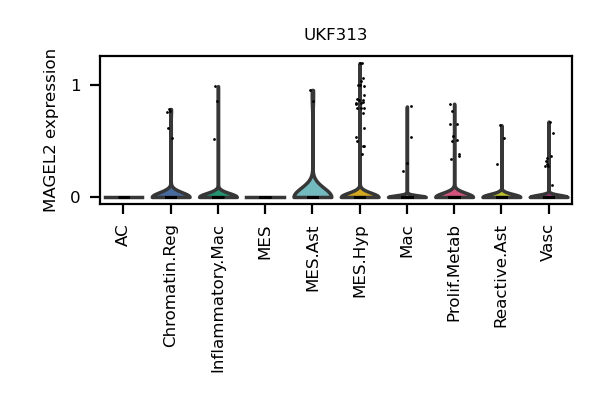 UKF313
MAGEL2 expression
1
0
AC
Chromatin.Reg
Inflammatory.Mac
MES
MES.Ast
MES.Hyp
Mac
Prolif.Metab
Reactive.Ast
Vasc